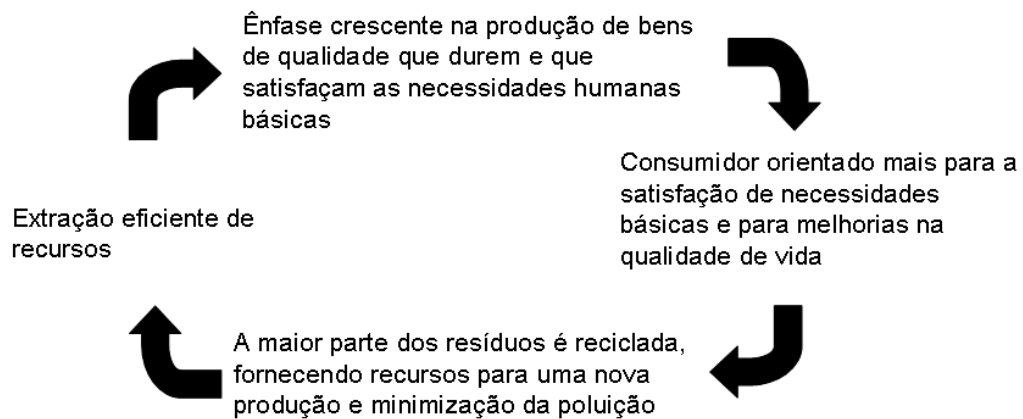 Ênfase crescente na produção de bens
de qualidade que durem e que
satisfaçam as necessidades humanas
básicas
Consumidor orientado mais para a
satisfação de necessidades
básicas e para melhorias na
qualidade de vida
Extração eficiente de
recursos
A maior parte dos resíduos é reciclada,
fornecendo recursos para uma nova
produção e minimização da poluição